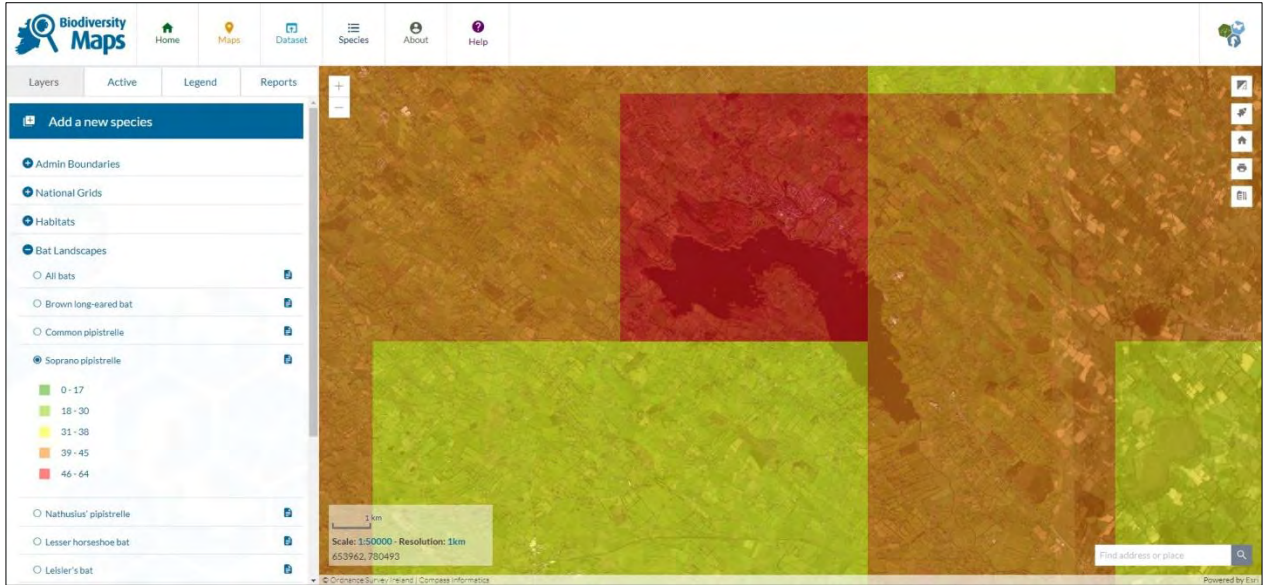 Biodiversity
Maps
Home
Maps
Dataset
Species
About
Help
Layers
Active
Legend
Reports
+
−
Add a new species
Admin Boundaries
National Grids
Habitats
Bat Landscapes
All bats
Brown long-eared bat
Common pipistrelle
Soprano pipistrelle
0 - 17
18 - 30
31 - 38
39 - 45
46 - 64
Nathusius' pipistrelle
Lesser horseshoe bat
Leisler's bat
1 km
Scale: 1:50000 - Resolution: 1km
653962, 780493
Find address or place
© Ordnance Survey Ireland | Compass Informatics
Powered by Esri